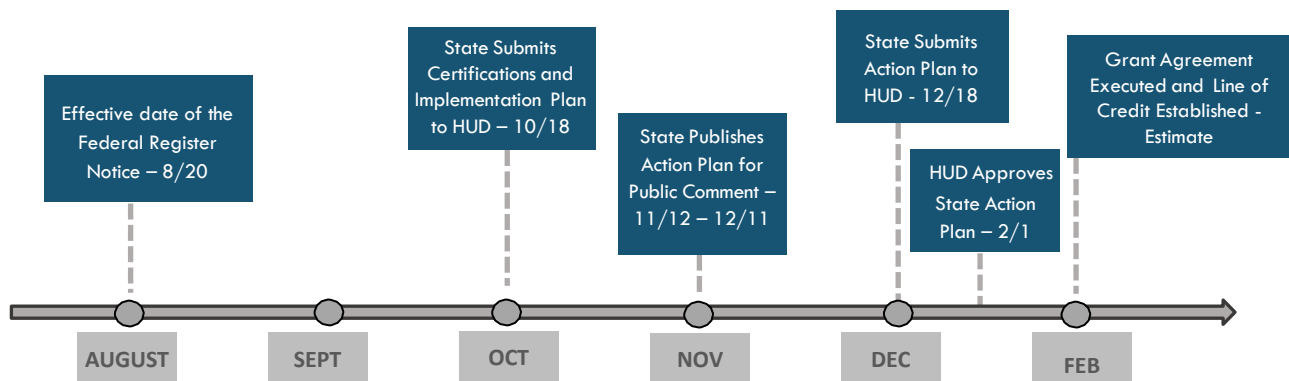 Effective date of the
Federal Register
Notice – 8/20
State Submits
Certifications and
Implementation Plan
to HUD – 10/18
State Publishes
Action Plan for
Public Comment –
11/12 – 12/11
State Submits
Action Plan to
HUD - 12/18
HUD Approves
State Action
Plan – 2/1
Grant Agreement
Executed and Line of
Credit Established -
Estimate
AUGUST
SEPT
OCT
NOV
DEC
FEB